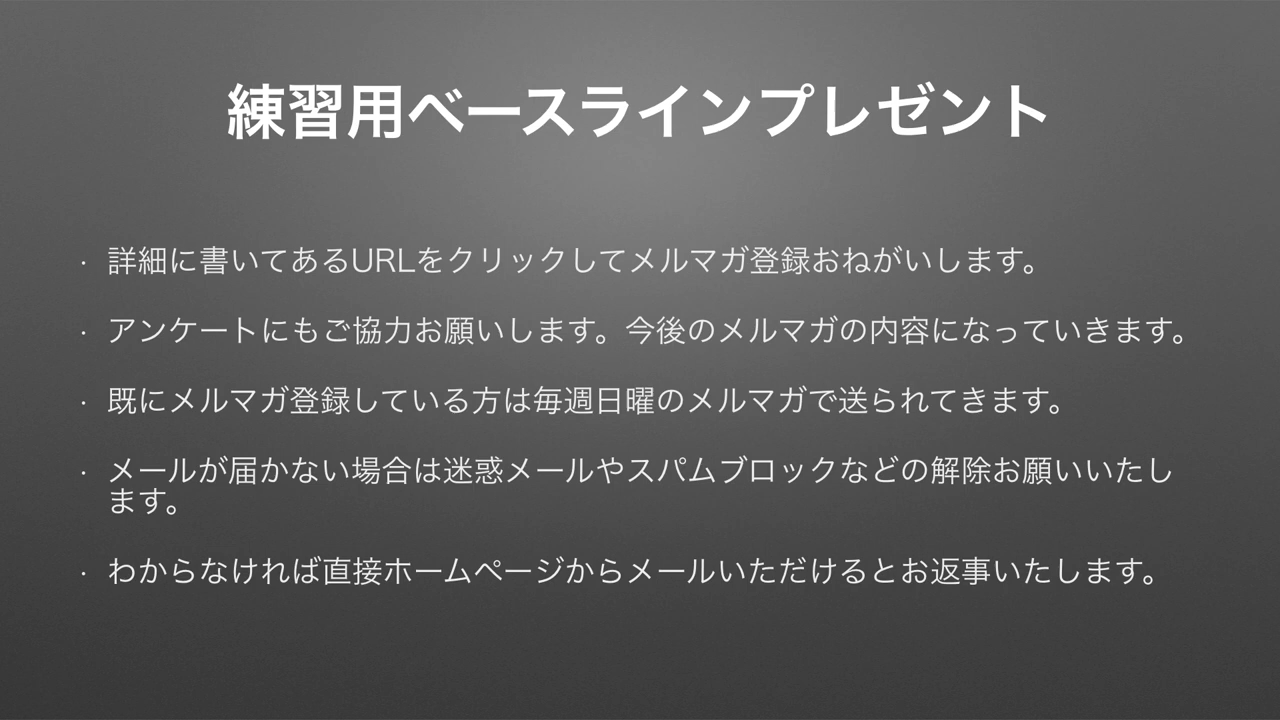 練習用ベースラインプレゼント
・ 詳細に書いてあるURLをクリックしてメルマガ登録おねがいします。
・ アンケートにもご協力お願いします。今後のメルマガの内容になっていきます。
・ 既にメルマガ登録している方は毎週日曜のメルマガで送られてきます。
・ メールが届かない場合は迷惑メールやスパムブロックなどの解除お願いいたし
ます。
・ わからなければ直接ホームページからメールいただけるとお返事いたします。